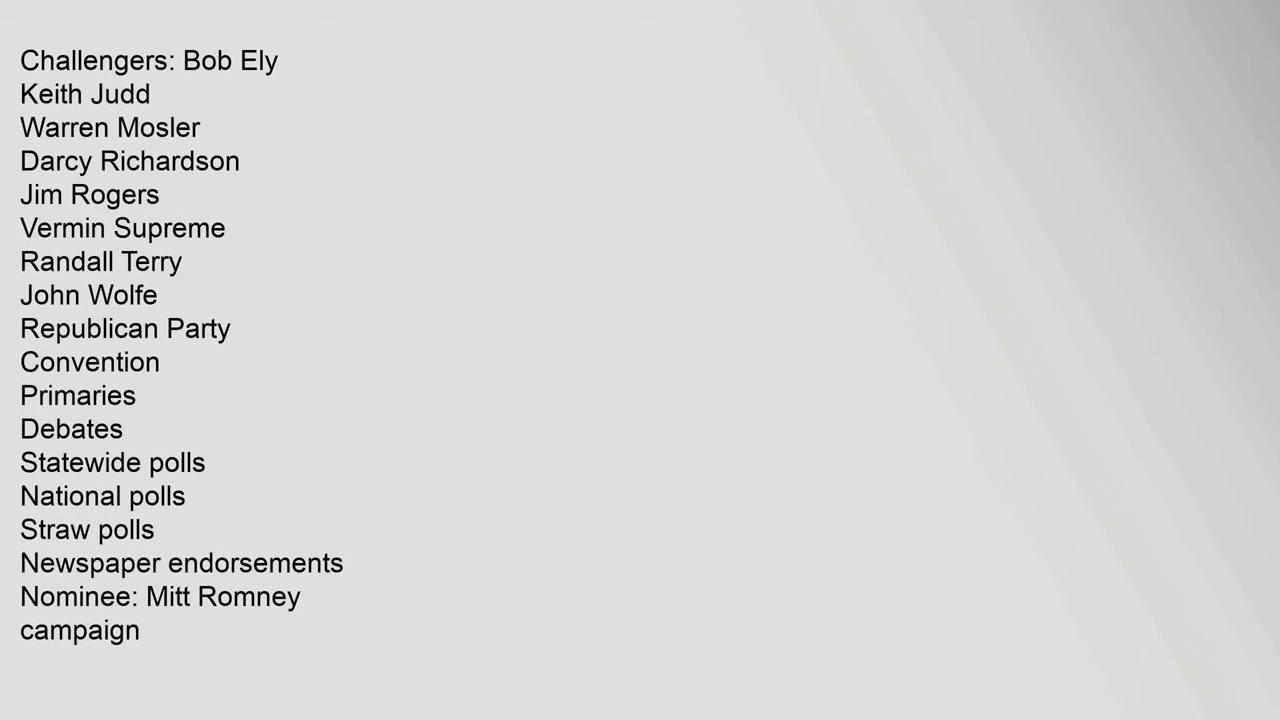 Challengers: Bob Ely
Keith Judd
Warren Mosler
Darcy Richardson
Jim Rogers
Vermin Supreme
Randall Terry
John Wolfe
Republican Party
Convention
Primaries
Debates
Statewide polls
National polls
Straw polls
Newspaper endorsements
Nominee: Mitt Romney
campaign